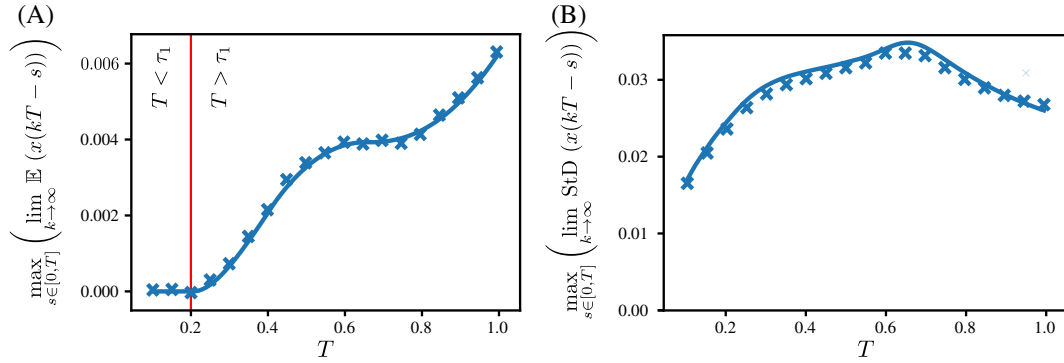 (A)
max s∈[0,T] ( lim k→∞ 𝔼 (x(kT − s)) )
0.006
0.004
0.002
0.000
T < τ₁
T > τ₁
0.2 0.4 0.6 0.8 1.0
T
(B)
max s∈[0,T] ( lim k→∞ StD (x(kT − s)) )
0.03
0.02
0.01
0.00
0.2 0.4 0.6 0.8 1.0
T